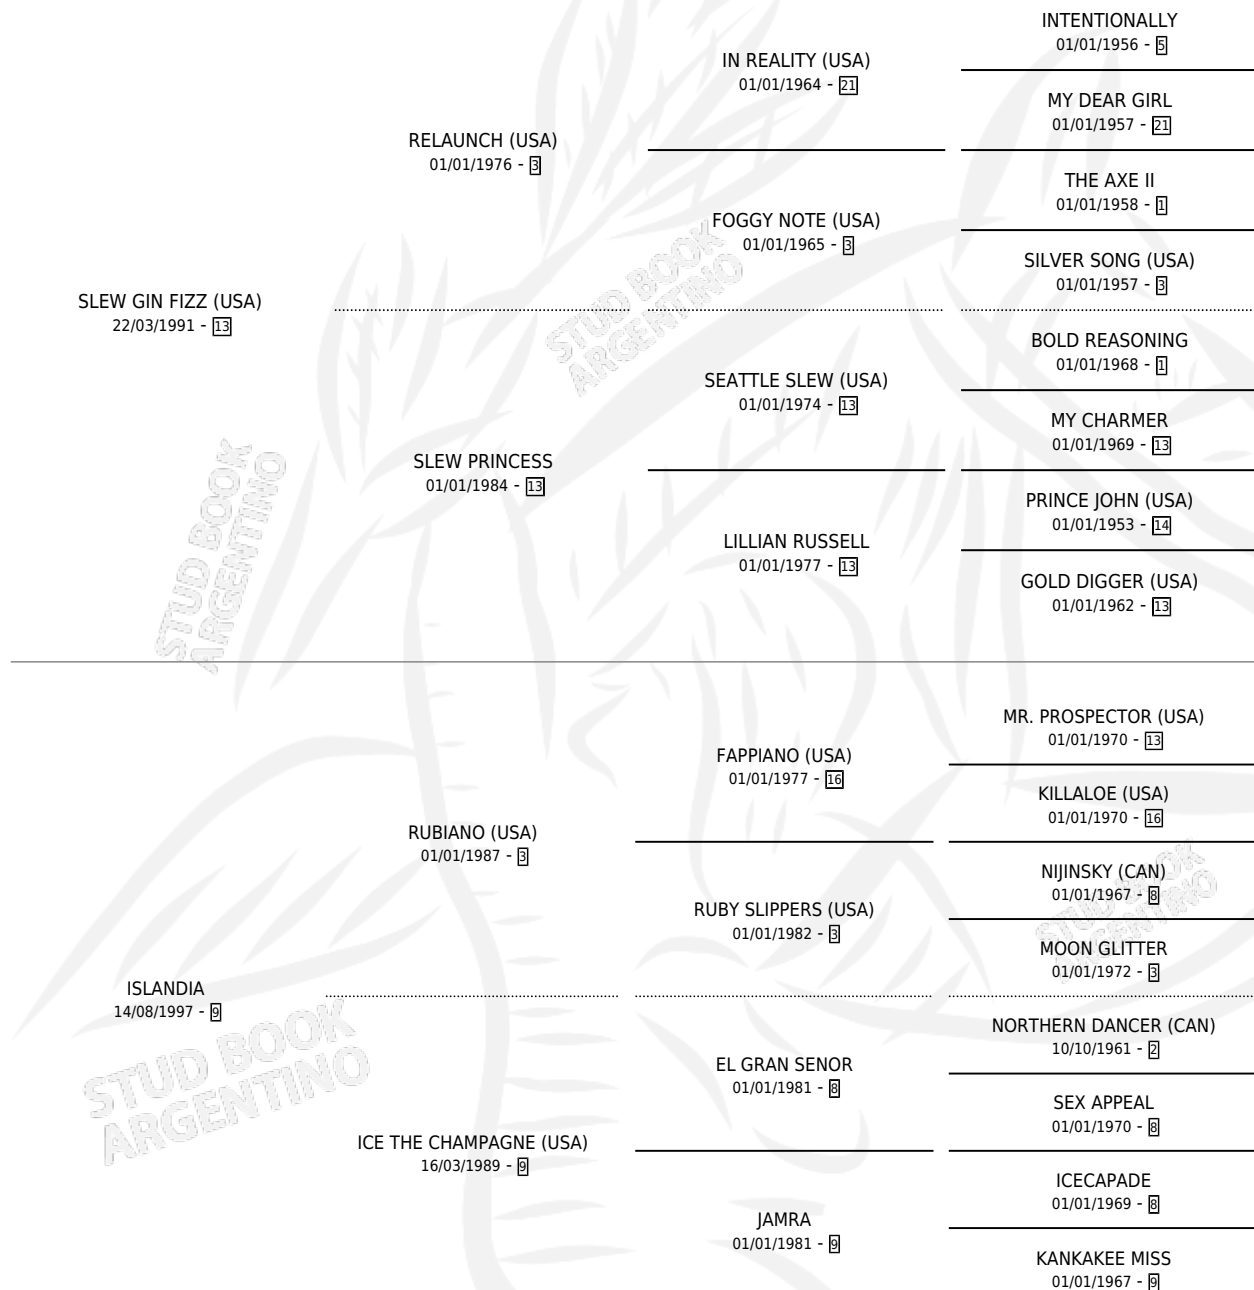 INTENTIONALLY
01/01/1956 - 5
IN REALITY (USA)
01/01/1964 - 21
MY DEAR GIRL
01/01/1957 - 21
RELAUNCH (USA)
01/01/1976 - 3
THE AXE II
01/01/1958 - 1
FOGGY NOTE (USA)
01/01/1965 - 3
SILVER SONG (USA)
01/01/1957 - 3
SLEW GIN FIZZ (USA)
22/03/1991 - 13
STUD BOOK
ARGENTINO
BOLD REASONING
01/01/1968 - 1
SEATTLE SLEW (USA)
01/01/1974 - 13
MY CHARMER
01/01/1969 - 13
SLEW PRINCESS
01/01/1984 - 13
PRINCE JOHN (USA)
01/01/1953 - 14
LILLIAN RUSSELL
01/01/1977 - 13
GOLD DIGGER (USA)
01/01/1962 - 13
STUD BOOK
ARGENTINO
MR. PROSPECTOR (USA)
01/01/1970 - 13
FAPPIANO (USA)
01/01/1977 - 16
KILLALOE (USA)
01/01/1970 - 16
RUBIANO (USA)
01/01/1987 - 3
NIJINSKY (CAN)
01/01/1967 - 8
RUBY SLIPPERS (USA)
01/01/1982 - 3
STUD BOOK
ARGENTINO
MOON GLITTER
01/01/1972 - 3
ISLANDIA
14/08/1997 - 9
NORTHERN DANCER (CAN)
10/10/1961 - 2
EL GRAN SENOR
01/01/1981 - 8
STUD BOOK
ARGENTINO
SEX APPEAL
01/01/1970 - 8
ICE THE CHAMPAGNE (USA)
16/03/1989 - 9
ICECAPADE
01/01/1969 - 8
JAMRA
01/01/1981 - 9
KANKAKEE MISS
01/01/1967 - 9